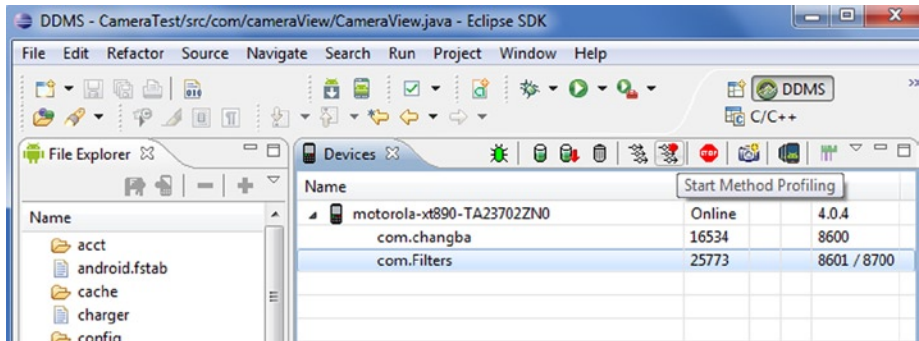 DDMS - CameraTest/src/com/cameraView/CameraView.java - Eclipse SDK
File Edit Refactor Source Navigate Search Run Project Window Help
DDMS
C/C++
File Explorer
Devices
Name
Start Method Profiling
Name
acct
android.fstab
cache
charger
config
motorola-xt890-TA23702ZN0 Online 4.0.4
com.changba 16534 8600
com.Filters 25773 8601 / 8700